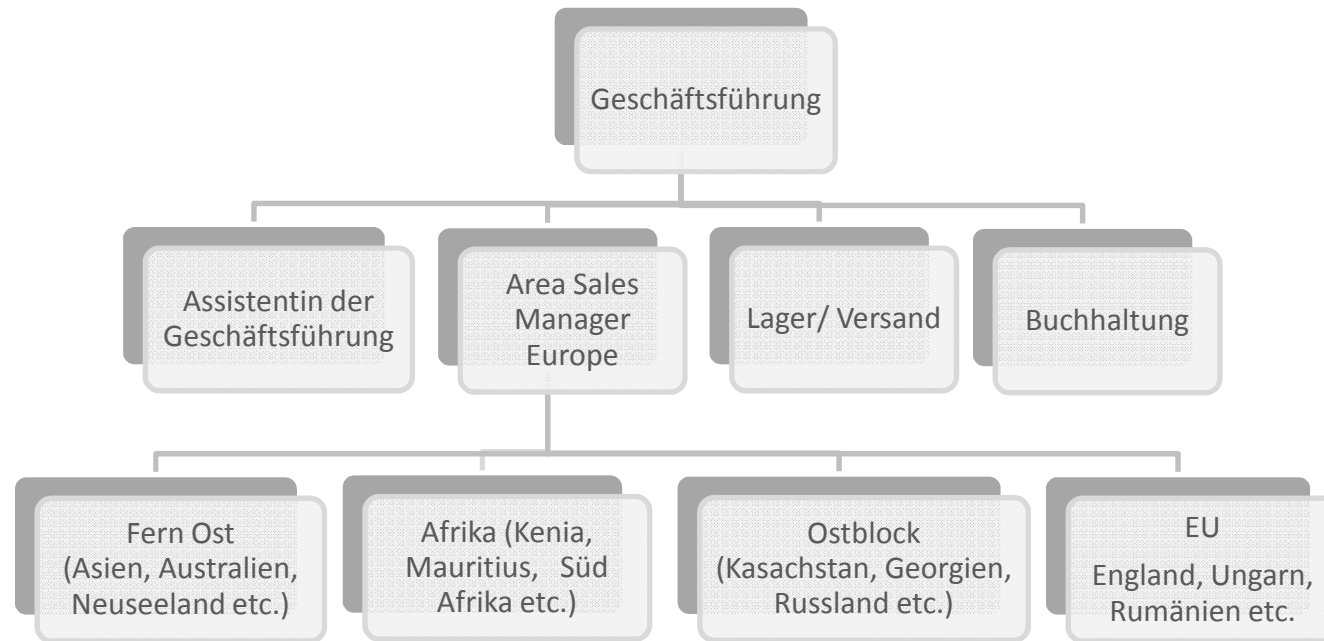 Geschäftsführung
Assistentin der
Geschäftsführung
Area Sales
Manager
Europe
Lager/ Versand
Buchhaltung
Fern Ost
(Asien, Australien,
Neuseeland etc.)
Afrika (Kenia,
Mauritius, Süd
Afrika etc.)
Ostblock
(Kasachstan, Georgien,
Russland etc.)
EU
England, Ungarn,
Rumänien etc.